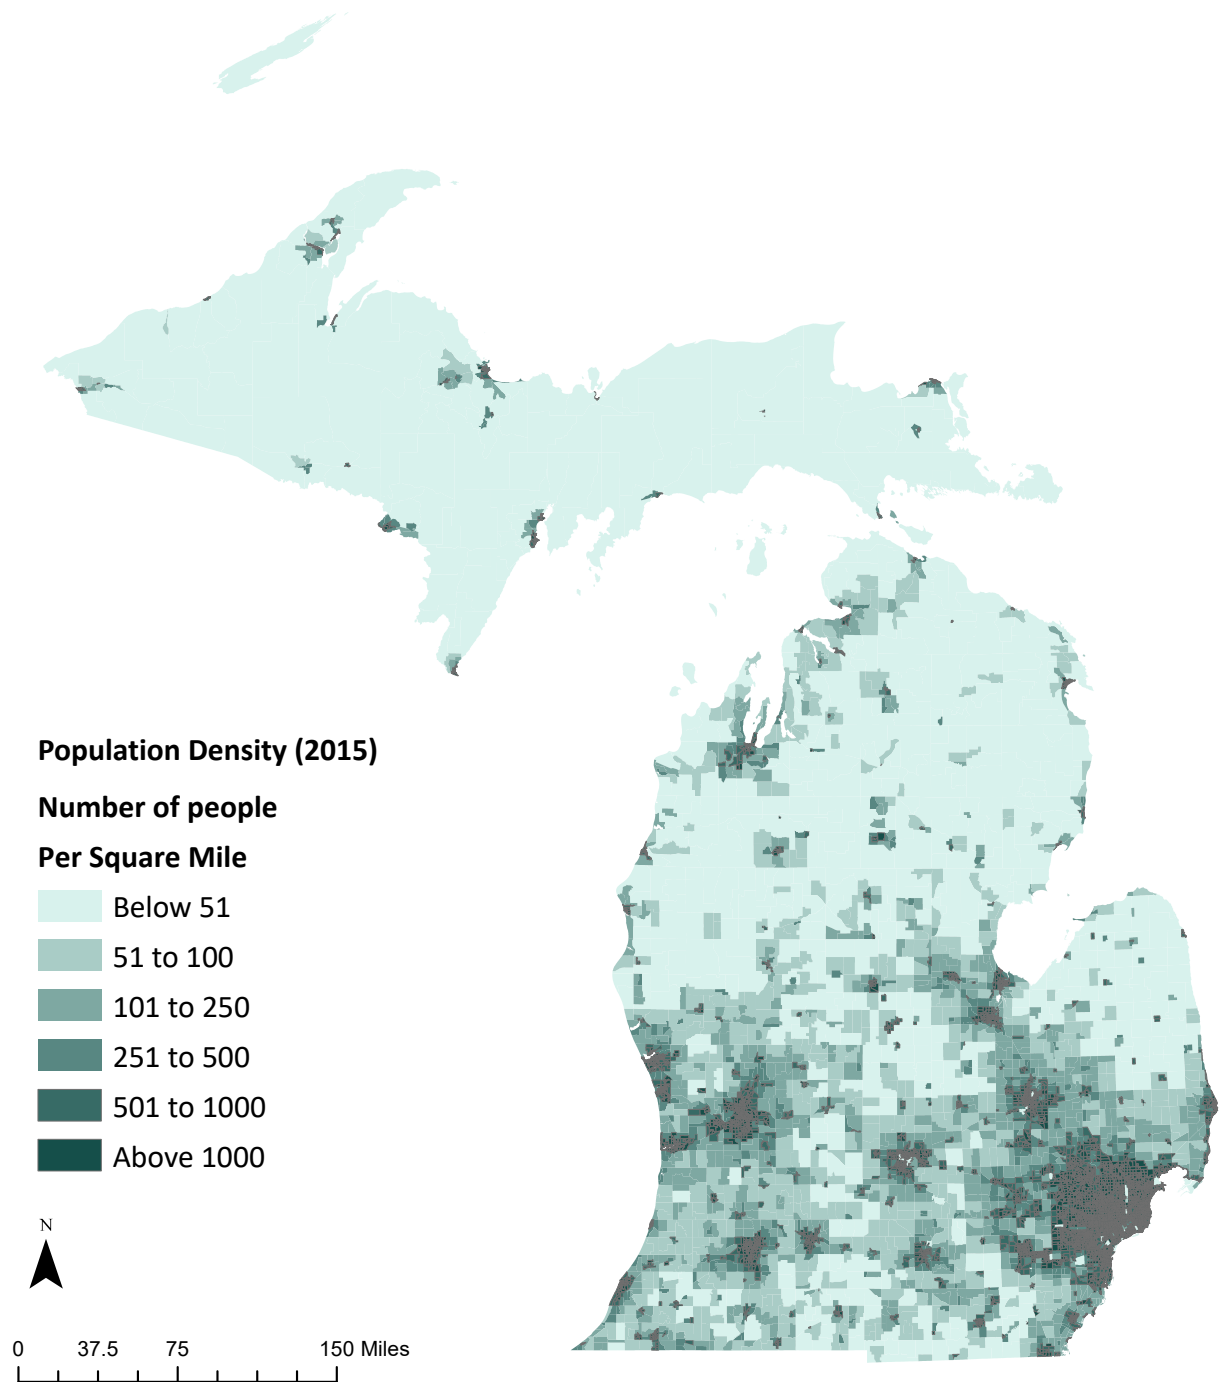 Population Density (2015)
Number of people
Per Square Mile
Below 51
51 to 100
101 to 250
251 to 500
501 to 1000
Above 1000
N
0 37.5 75 150 Miles